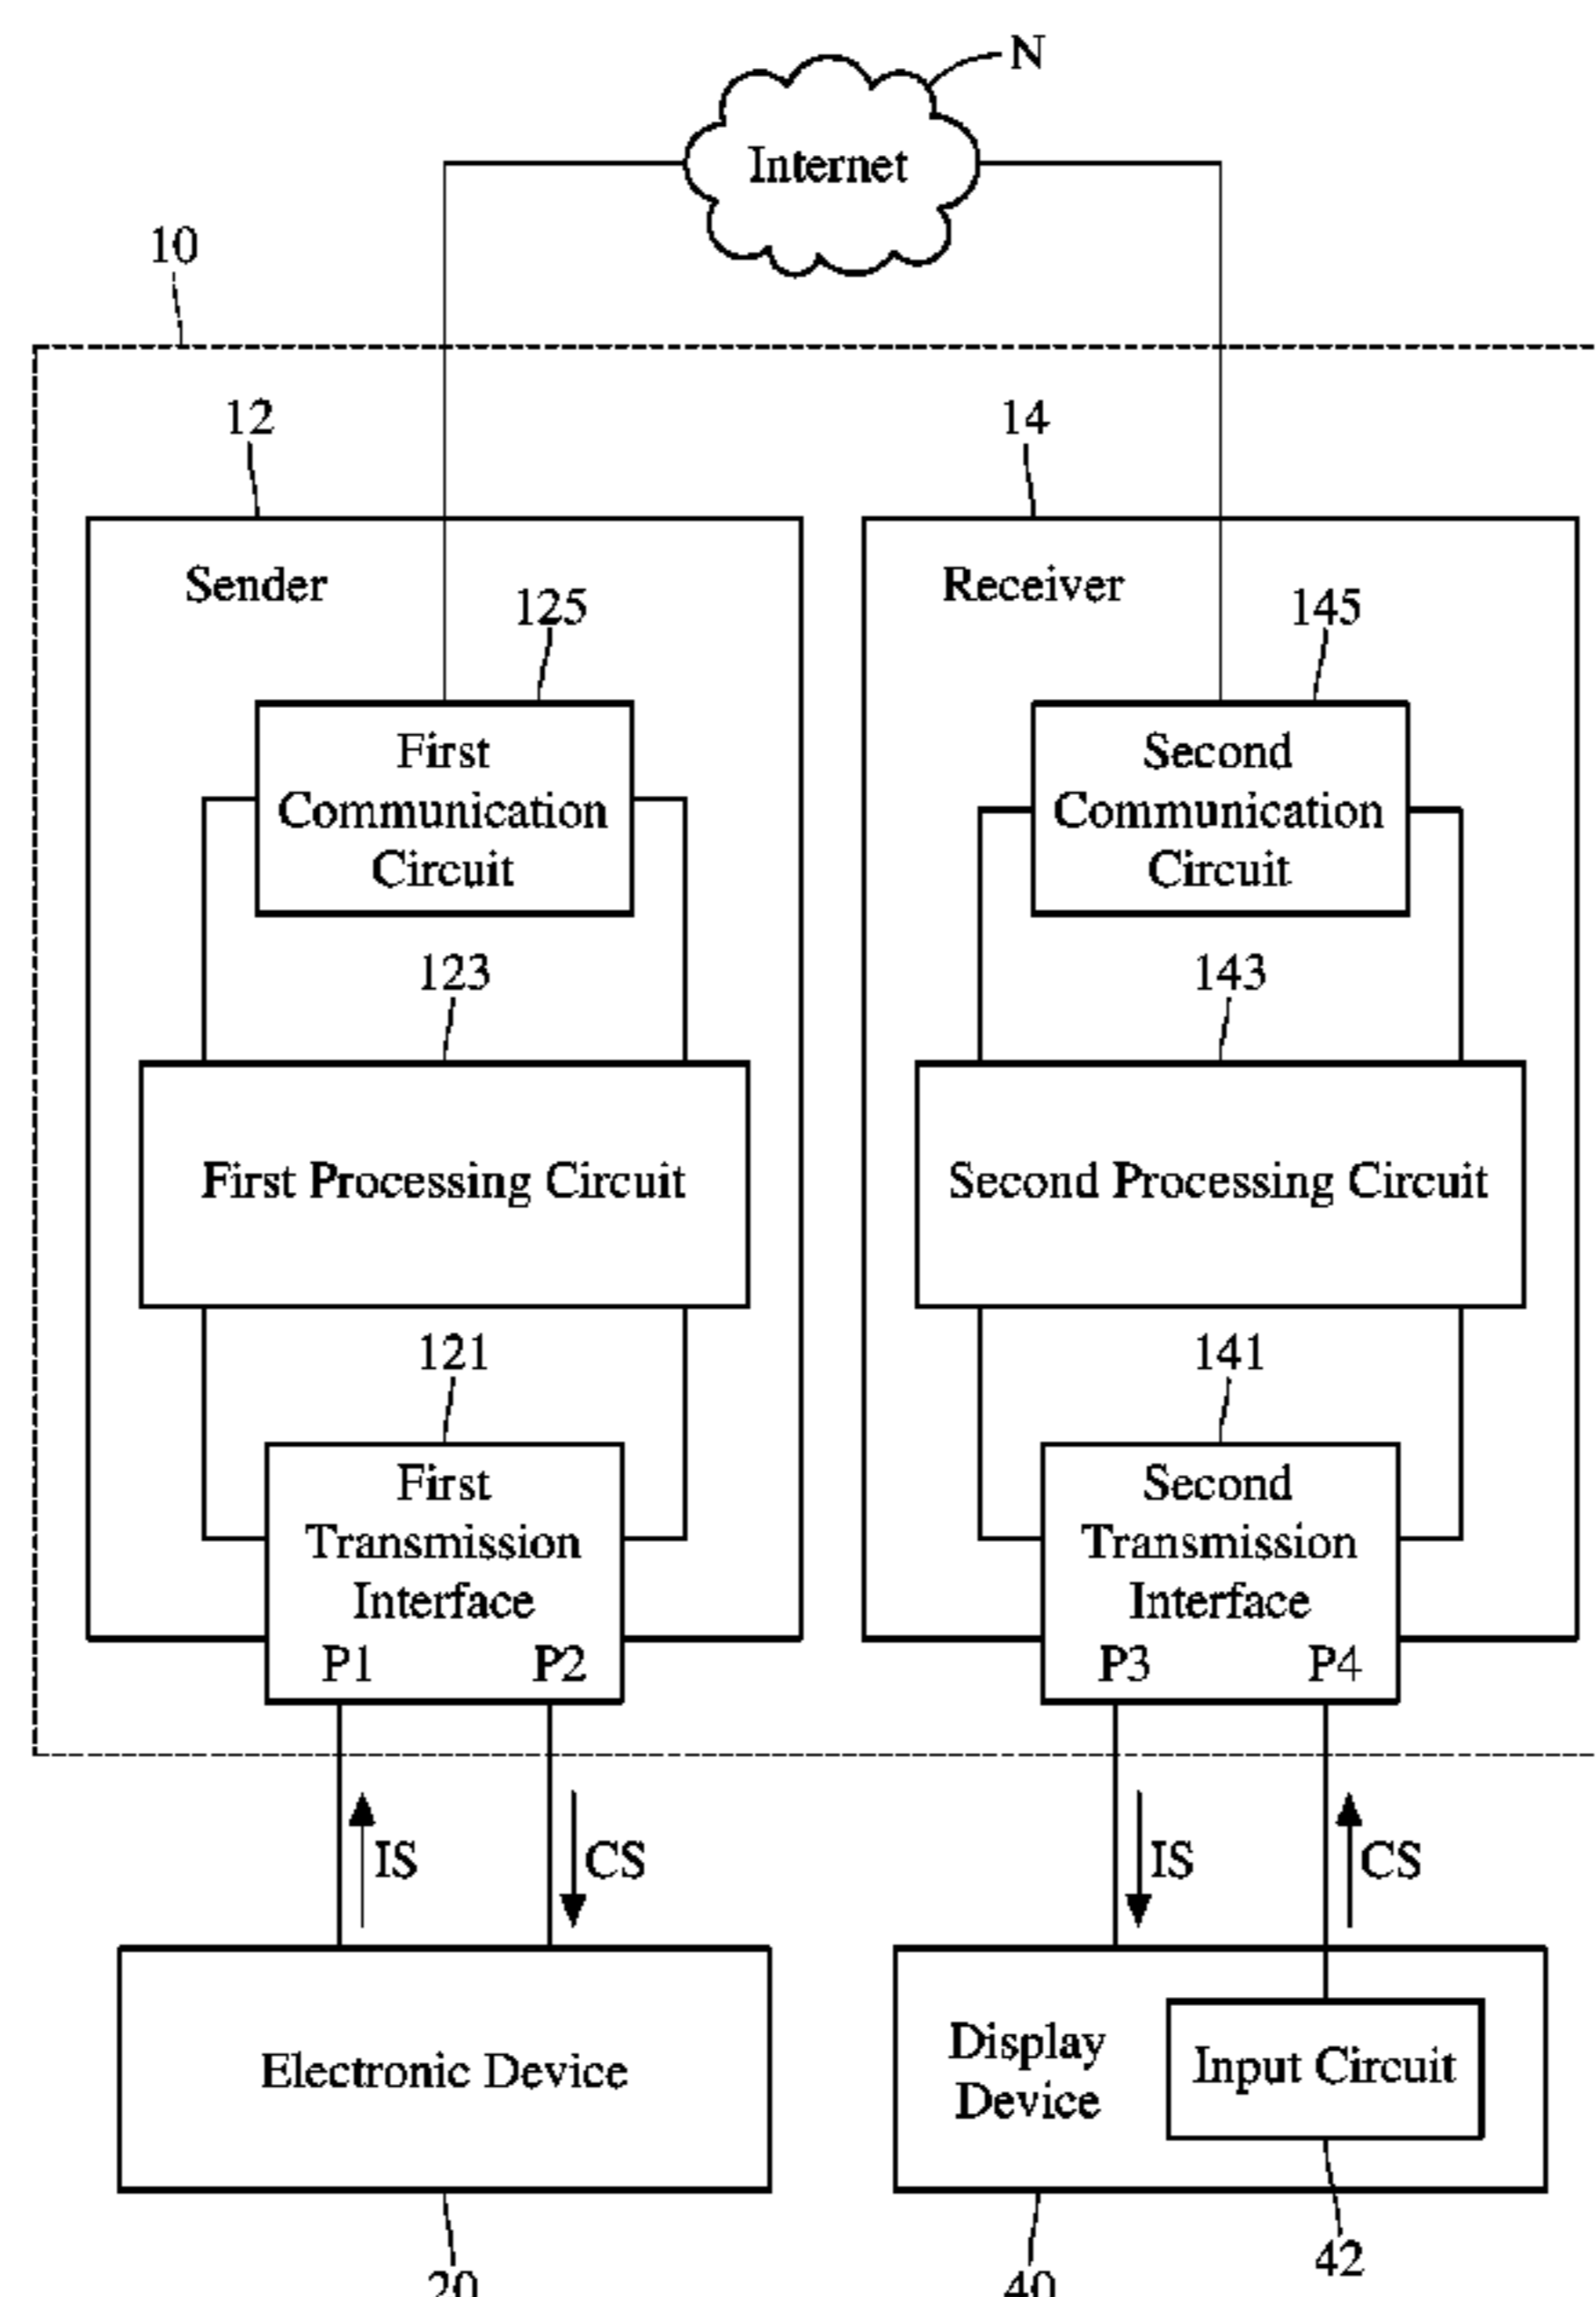 N
Internet
10
12
14
Sender
125
Receiver
145
First
Communication
Circuit
Second
Communication
Circuit
123
143
First Processing Circuit
Second Processing Circuit
121
141
First
Transmission
Interface
P1 P2
Second
Transmission
Interface
P3 P4
IS
CS
IS
CS
Electronic Device
Display
Device
Input Circuit
20
40
42